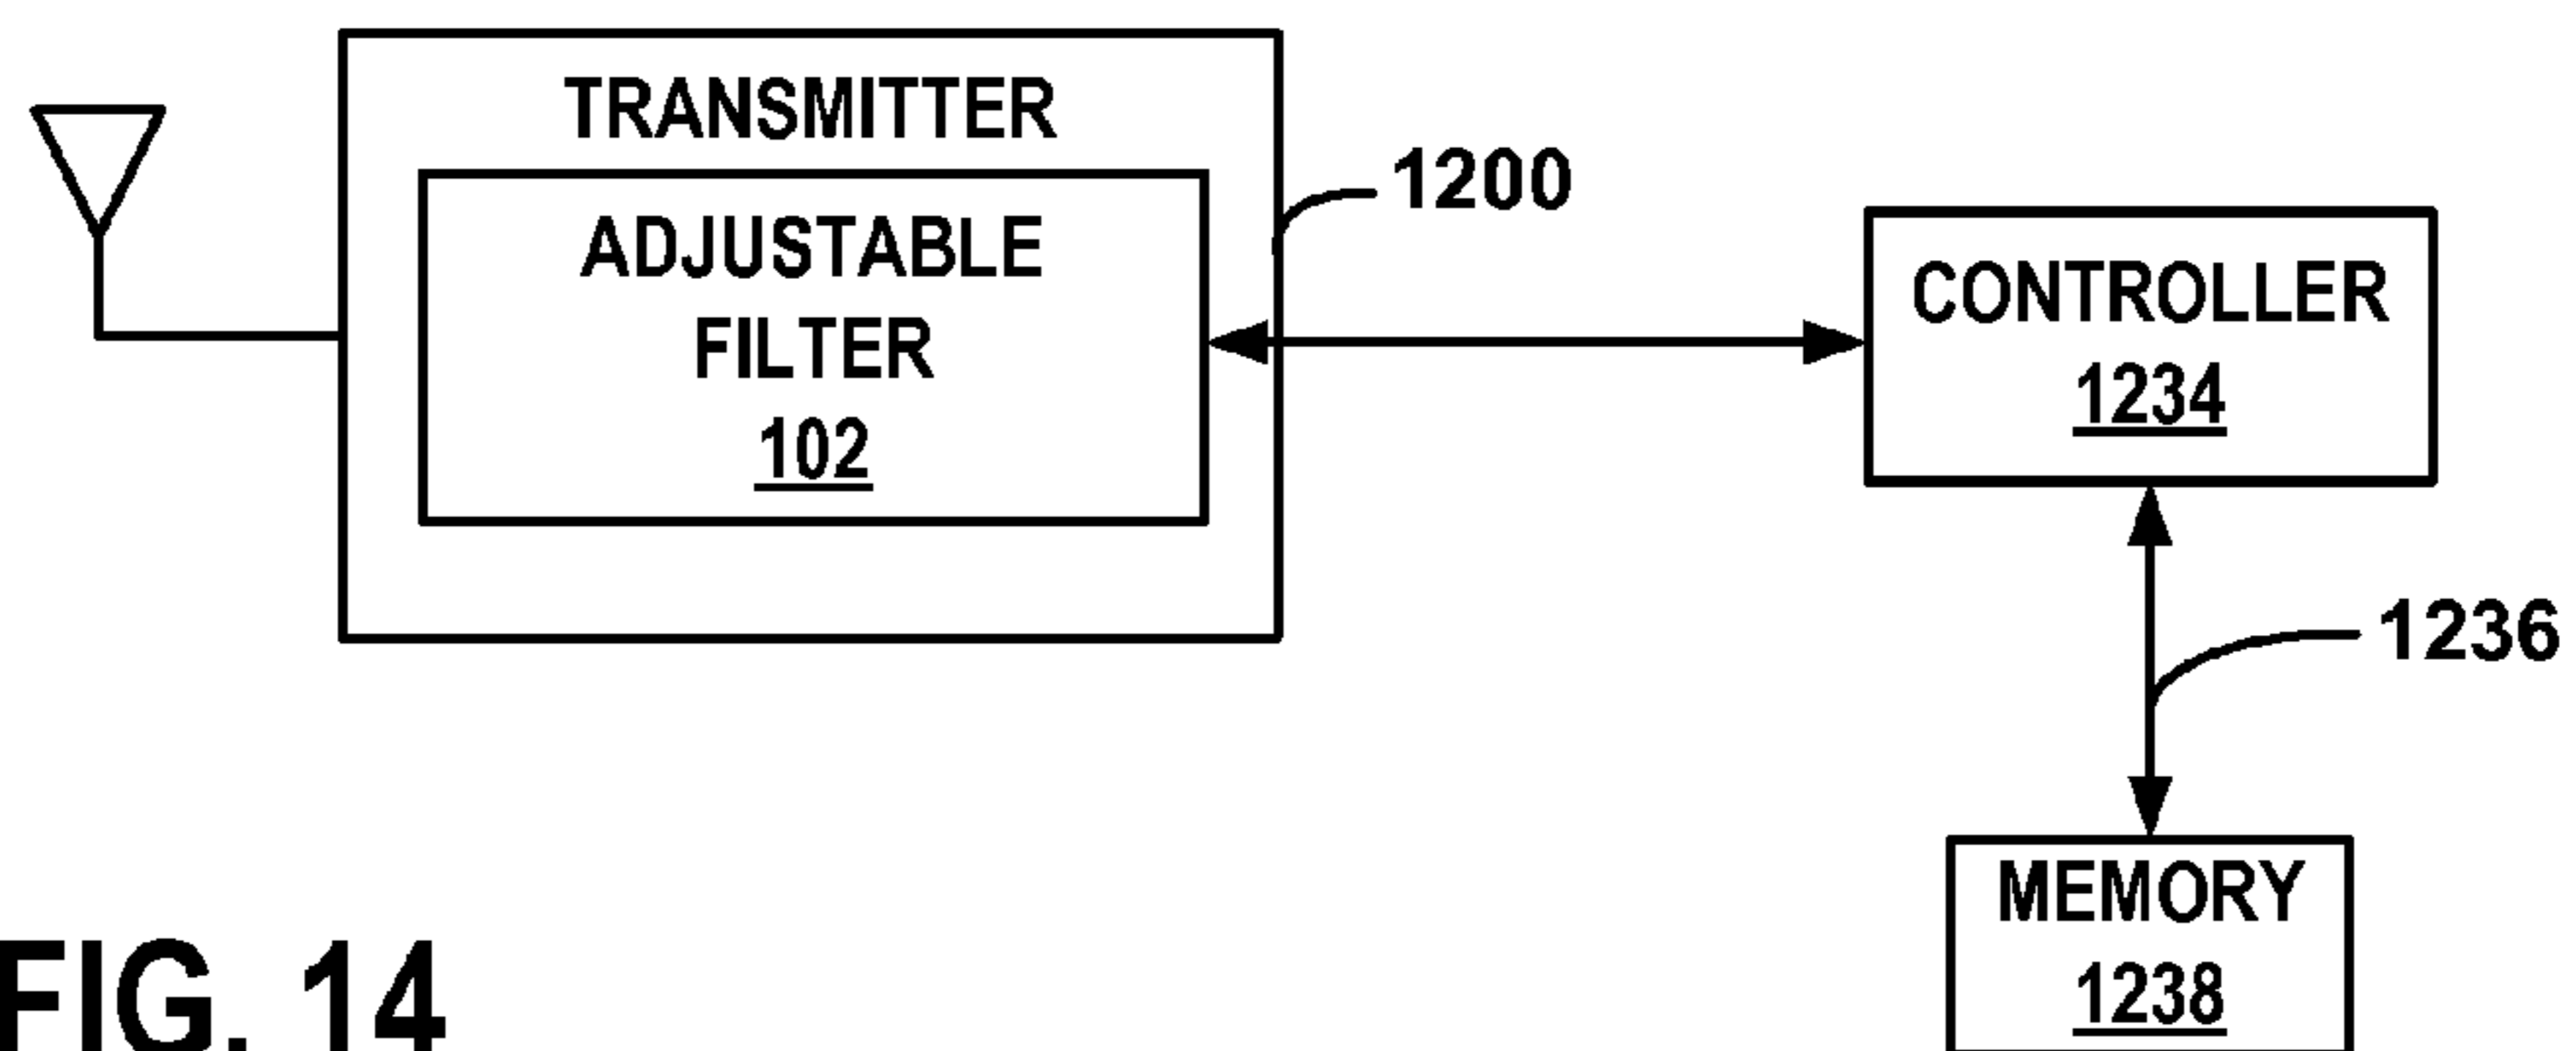 TRANSMITTER
ADJUSTABLE
FILTER
102
1200
CONTROLLER
1234
1236
MEMORY
1238
FIG. 14